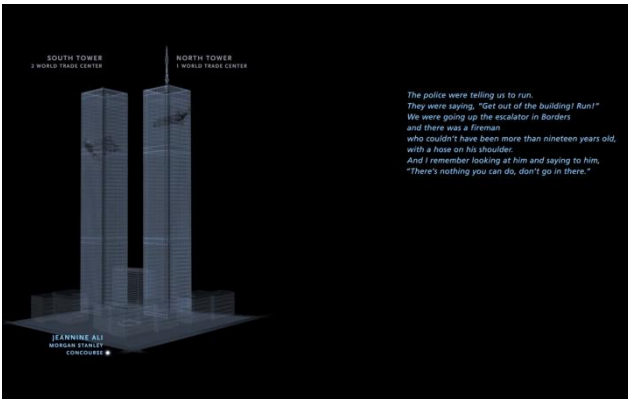 SOUTH TOWER
2 WORLD TRADE CENTER
NORTH TOWER
1 WORLD TRADE CENTER
The police were telling us to run.
They were saying, "Get out of the building! Run!"
We were going up the escalator in Borders
and there was a fireman
who couldn't have been more than nineteen years old,
with a hose on his shoulder.
And I remember looking at him and saying to him,
"There's nothing you can do, don't go in there."
JEANNINE ALI
MORGAN STANLEY
CONCOURSE